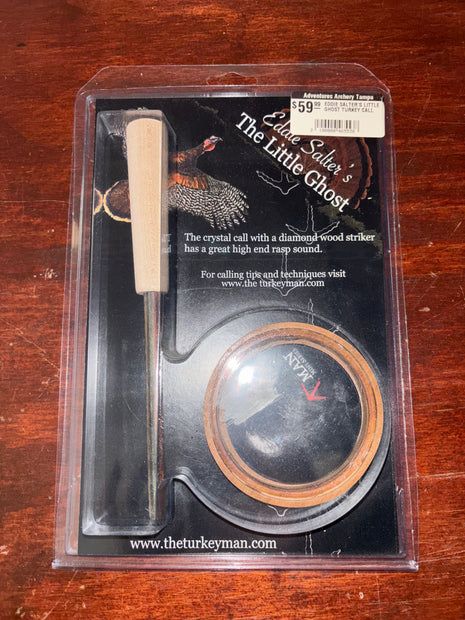 Adventures Archery Tampa
$59.99 EDDIE SALTER'S LITTLE
GHOST TURKEY CALL
Eddie Salter's
The Little Ghost
The crystal call with a diamond wood striker
has a great high end rasp sound.
For calling tips and techniques visit
www.the turkeyman.com
MAN
www.theturkeyman.com